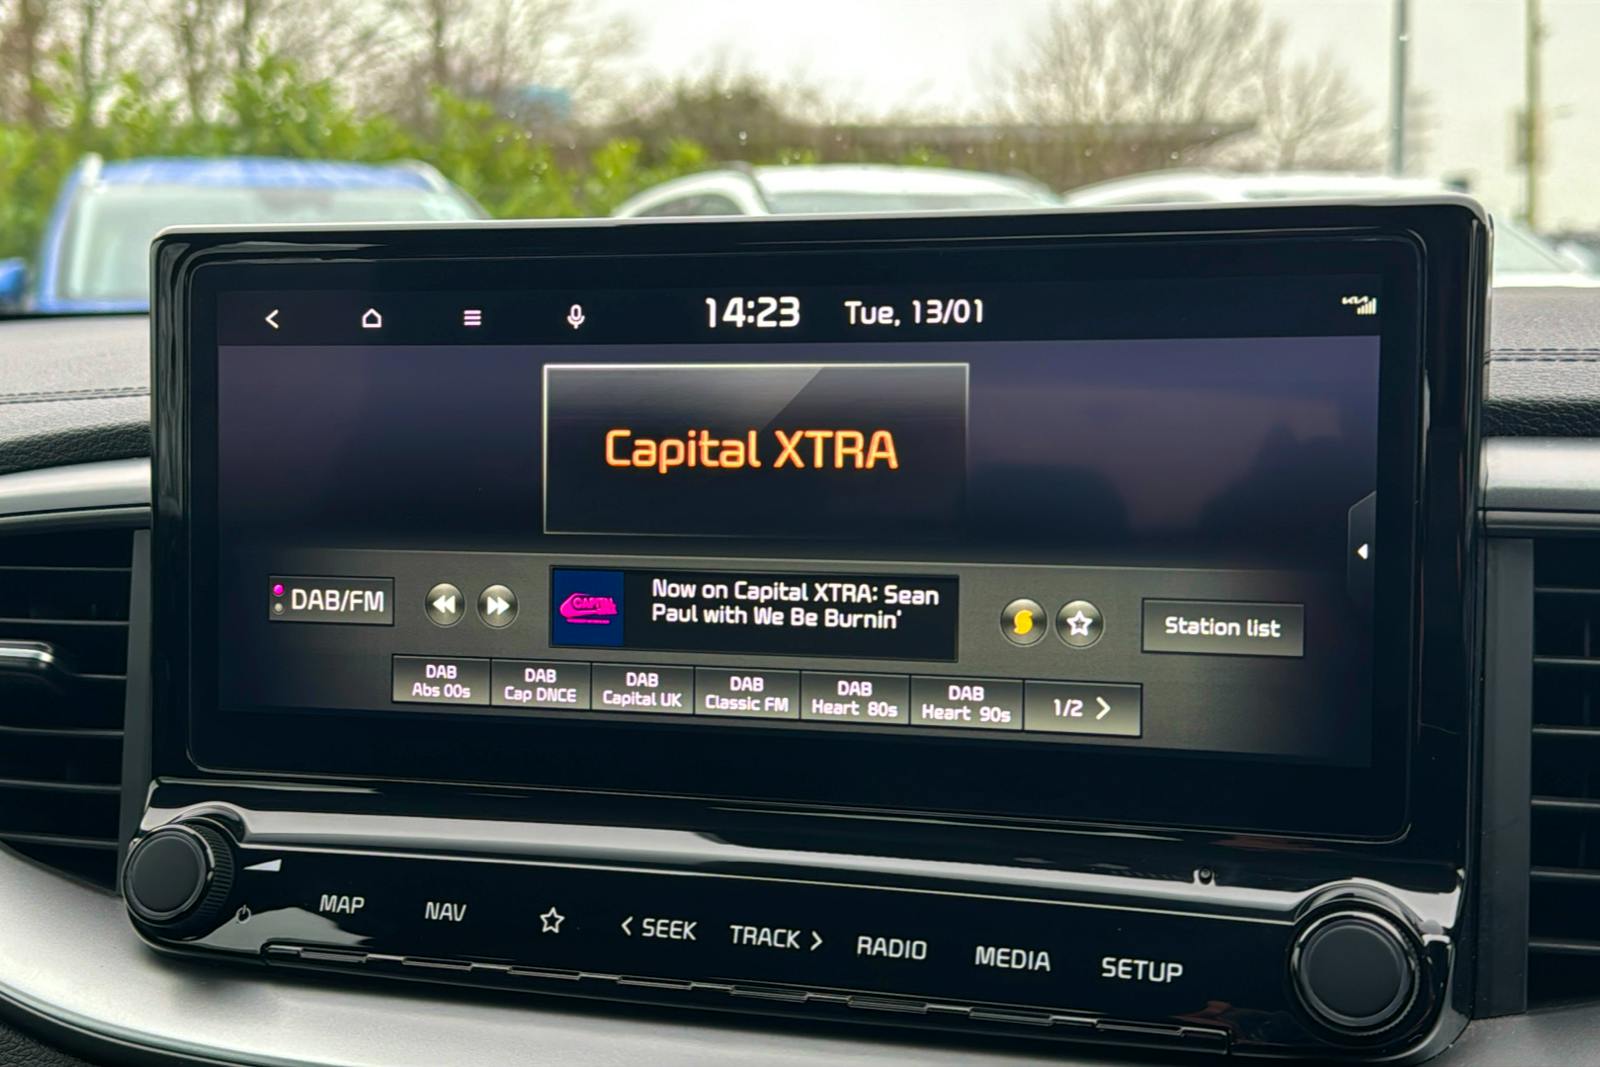 14:23 Tue, 13/01
KIA
Capital XTRA
DAB/FM
CAPITAL
Now on Capital XTRA: Sean
Paul with We Be Burnin'
Station list
DAB
Abs 00s
DAB
Cap DNCE
DAB
Capital UK
DAB
Classic FM
DAB
Heart 80s
DAB
Heart 90s
1/2
MAP
NAV
SEEK
TRACK
RADIO
MEDIA
SETUP